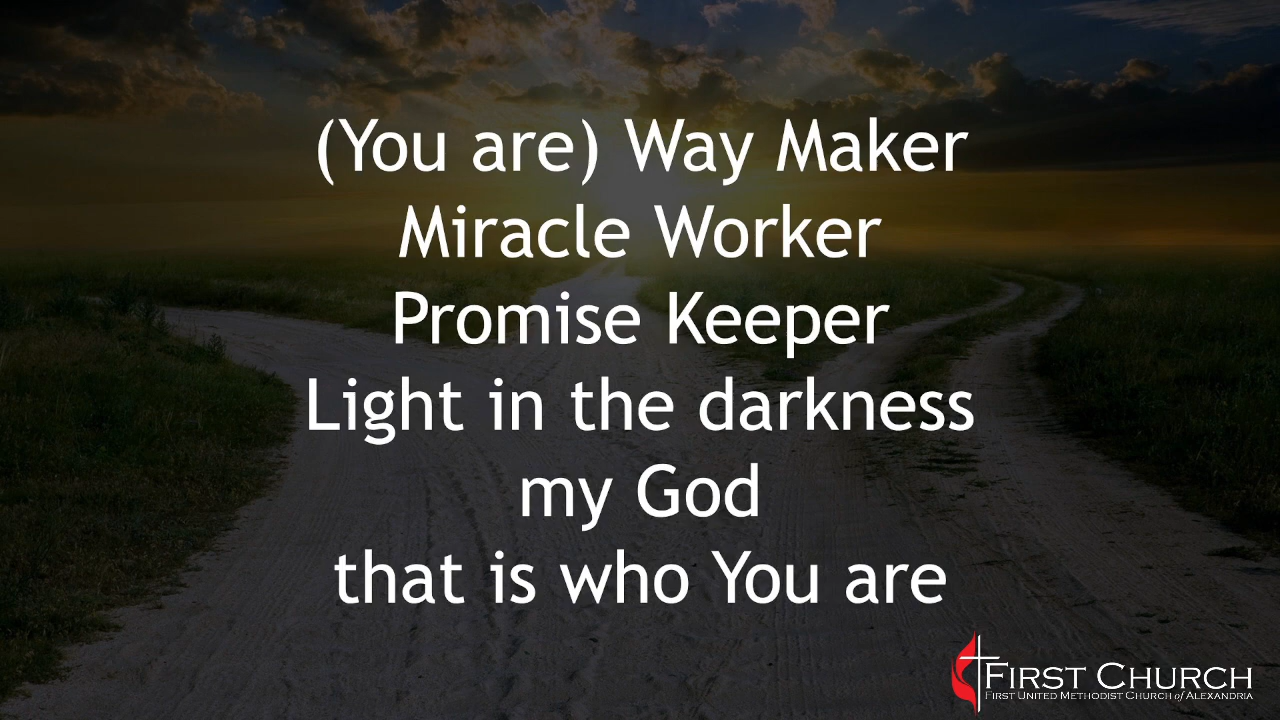 (You are) Way Maker
Miracle Worker
Promise Keeper
Light in the darkness
my God
that is who You are
First Church
First United Methodist Church of Alexandria